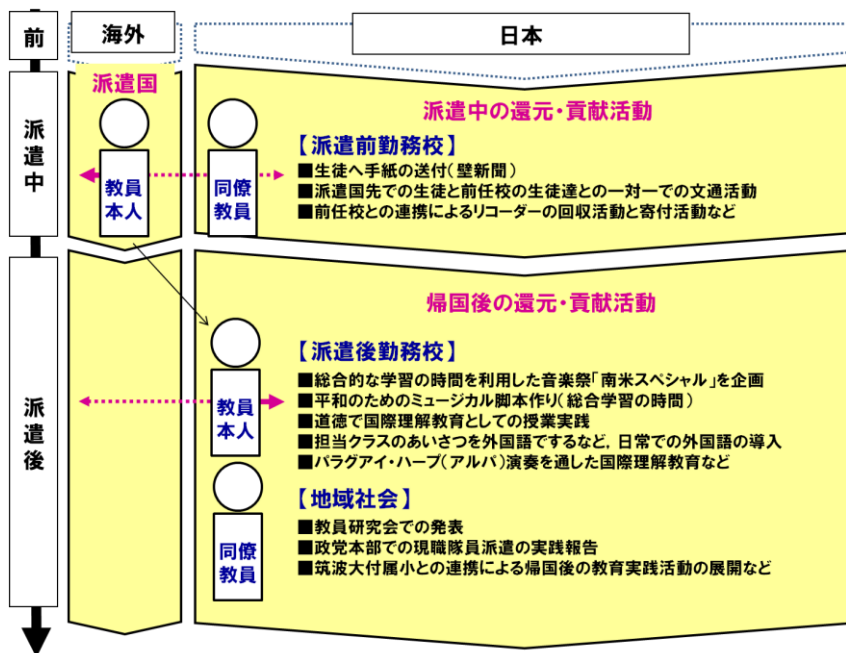 前
海外
日本
派遣中
派遣国
教員
本人
同僚
教員
派遣中の還元・貢献活動
【派遣前勤務校】
■生徒へ手紙の送付(壁新聞)
■派遣国先での生徒と前任校の生徒達との一対一での文通活動
■前任校との連携によるリコーダーの回収活動と寄付活動など
派遣後
帰国後の還元・貢献活動
教員
本人
【派遣後勤務校】
■総合的な学習の時間を利用した音楽祭「南米スペシャル」を企画
■平和のためのミュージカル脚本作り(総合学習の時間)
■道徳で国際理解教育としての授業実践
■担当クラスのあいさつを外国語でするなど, 日常での外国語の導入
■パラグアイ・ハープ(アルパ)演奏を通した国際理解教育など
同僚
教員
【地域社会】
■教員研究会での発表
■政党本部での現職隊員派遣の実践報告
■筑波大付属小との連携による帰国後の教育実践活動の展開など